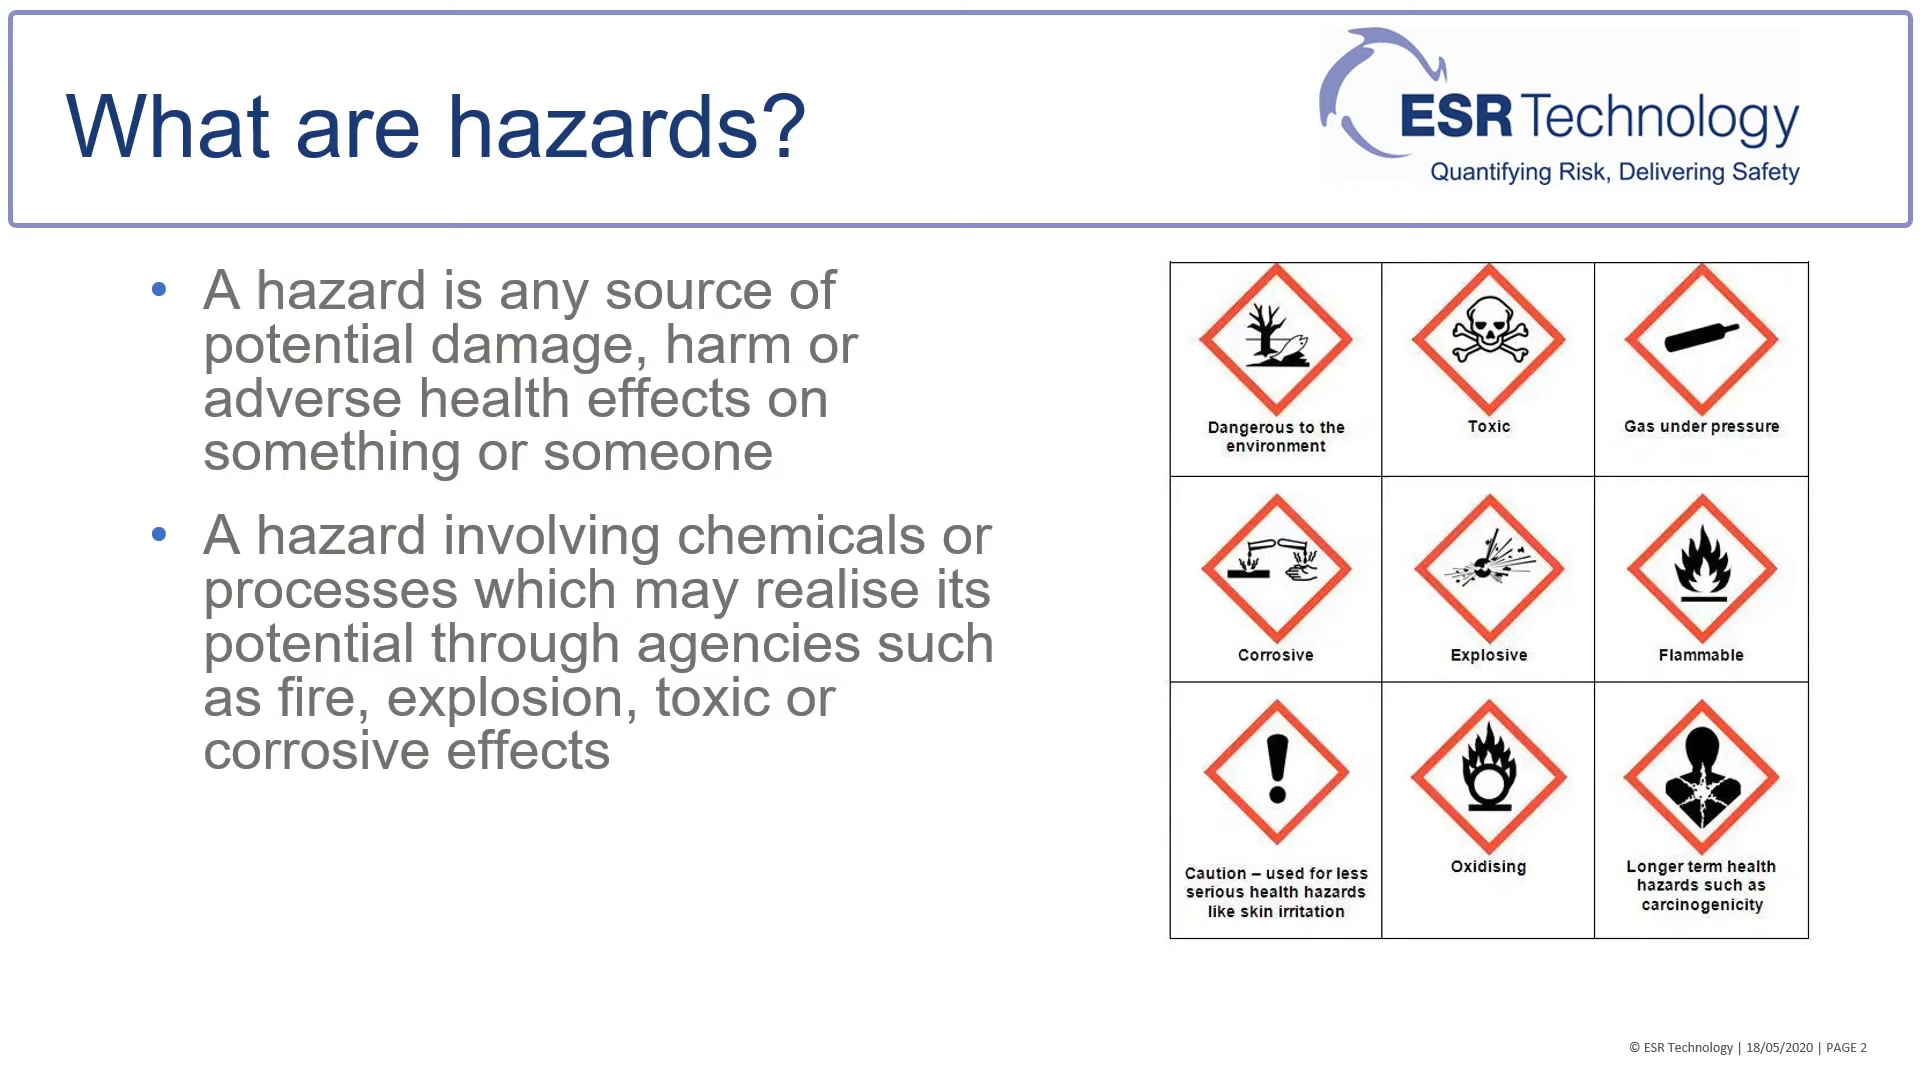 What are hazards?
ESR Technology
Quantifying Risk, Delivering Safety
• A hazard is any source of
potential damage, harm or
adverse health effects on
something or someone
• A hazard involving chemicals or
processes which may realise its
potential through agencies such
as fire, explosion, toxic or
corrosive effects
Dangerous to the
environment
Toxic
Gas under pressure
Corrosive
Explosive
Flammable
Caution – used for less
serious health hazards
like skin irritation
Oxidising
Longer term health
hazards such as
carcinogenicity
© ESR Technology | 18/05/2020 | PAGE 2